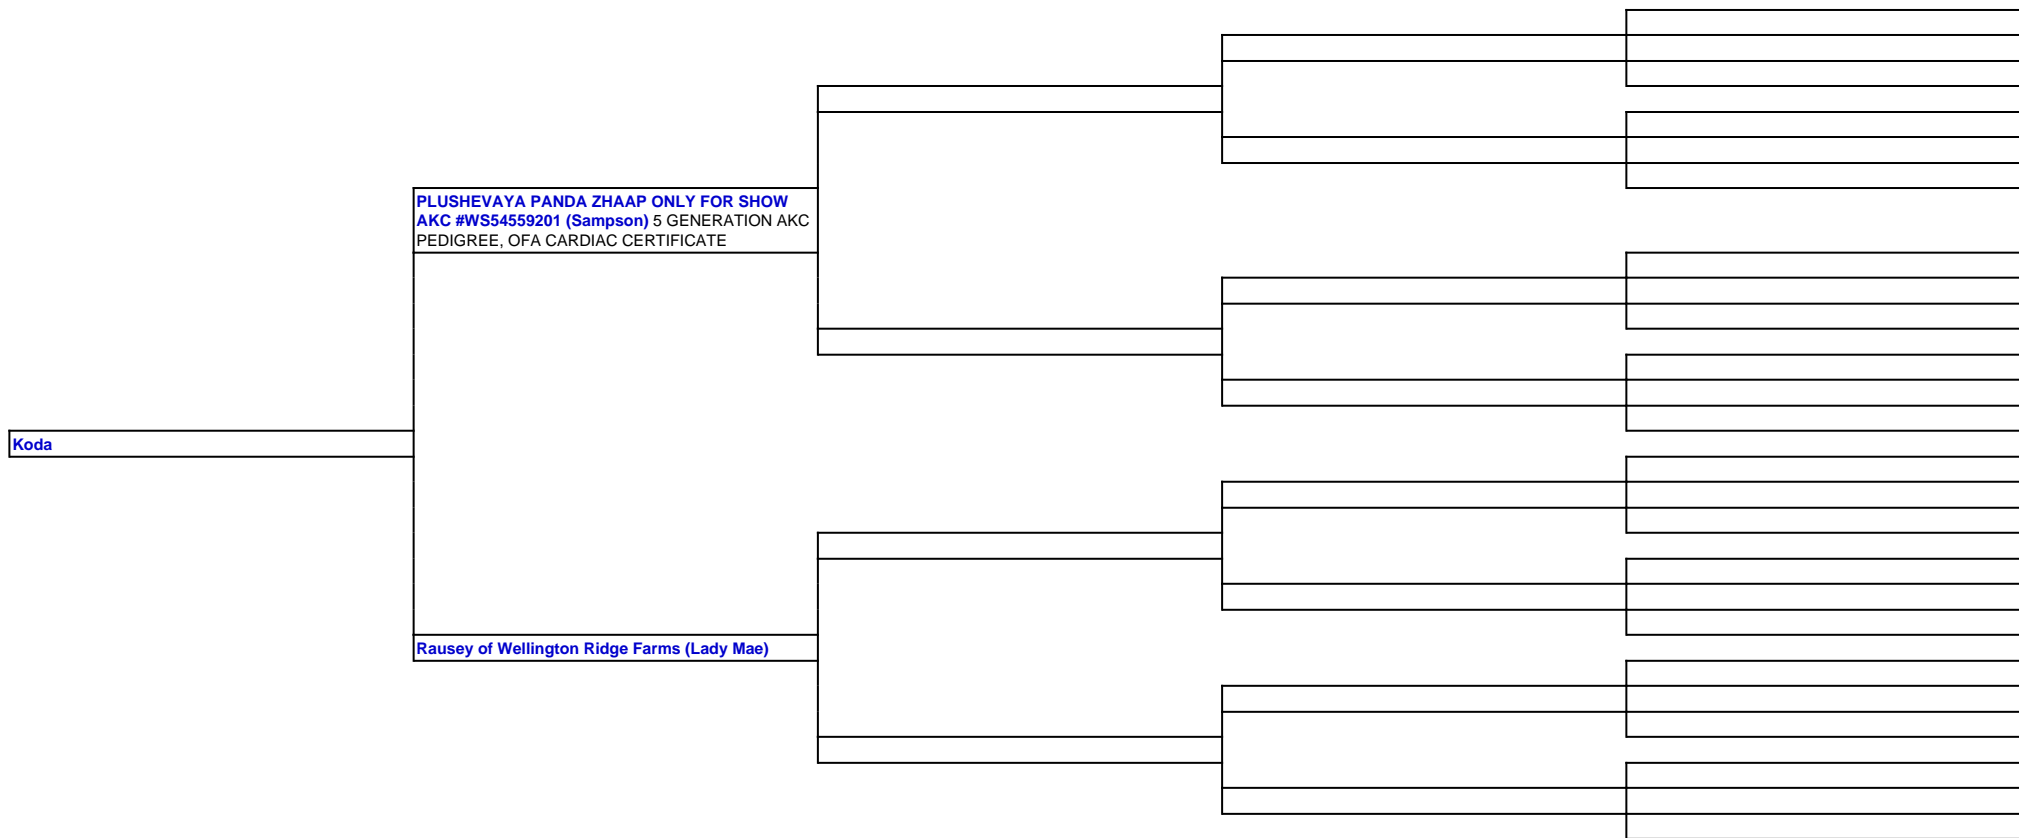 PLUSHEVAYA PANDA ZHAAP ONLY FOR SHOW
AKC #WS54559201 (Sampson) 5 GENERATION AKC
PEDIGREE, OFA CARDIAC CERTIFICATE
Koda
Rausey of Wellington Ridge Farms (Lady Mae)